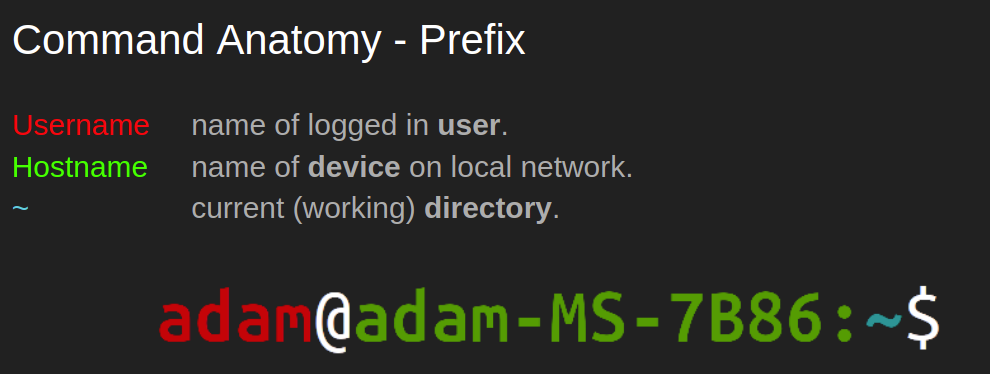 Command Anatomy - Prefix
Username name of logged in user.
Hostname name of device on local network.
~ current (working) directory.
adam@adam-MS-7B86:~$